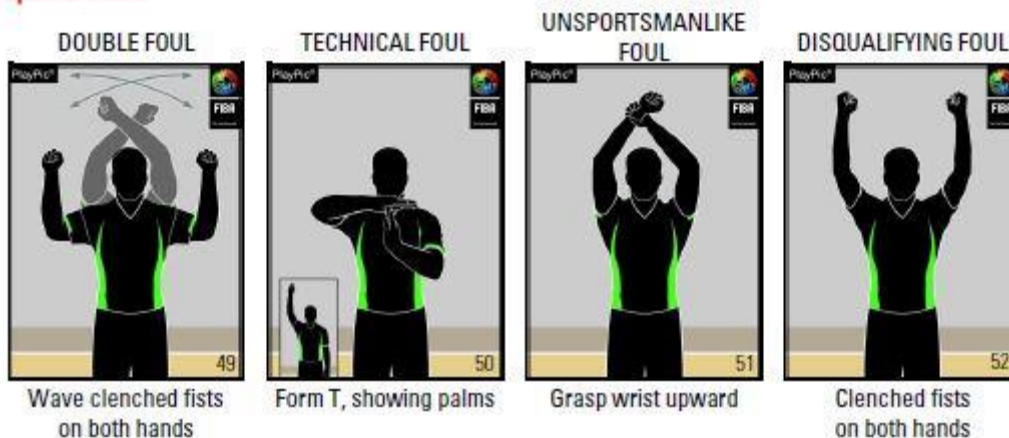 DOUBLE FOUL
TECHNICAL FOUL
UNSPORTSMANLIKE
FOUL
DISQUALIFYING FOUL
PlayPic®
FIBA
PlayPic®
FIBA
PlayPic®
FIBA
PlayPic®
FIBA
49
50
51
52
Wave clenched fists
on both hands
Form T, showing palms
Grasp wrist upward
Clenched fists
on both hands